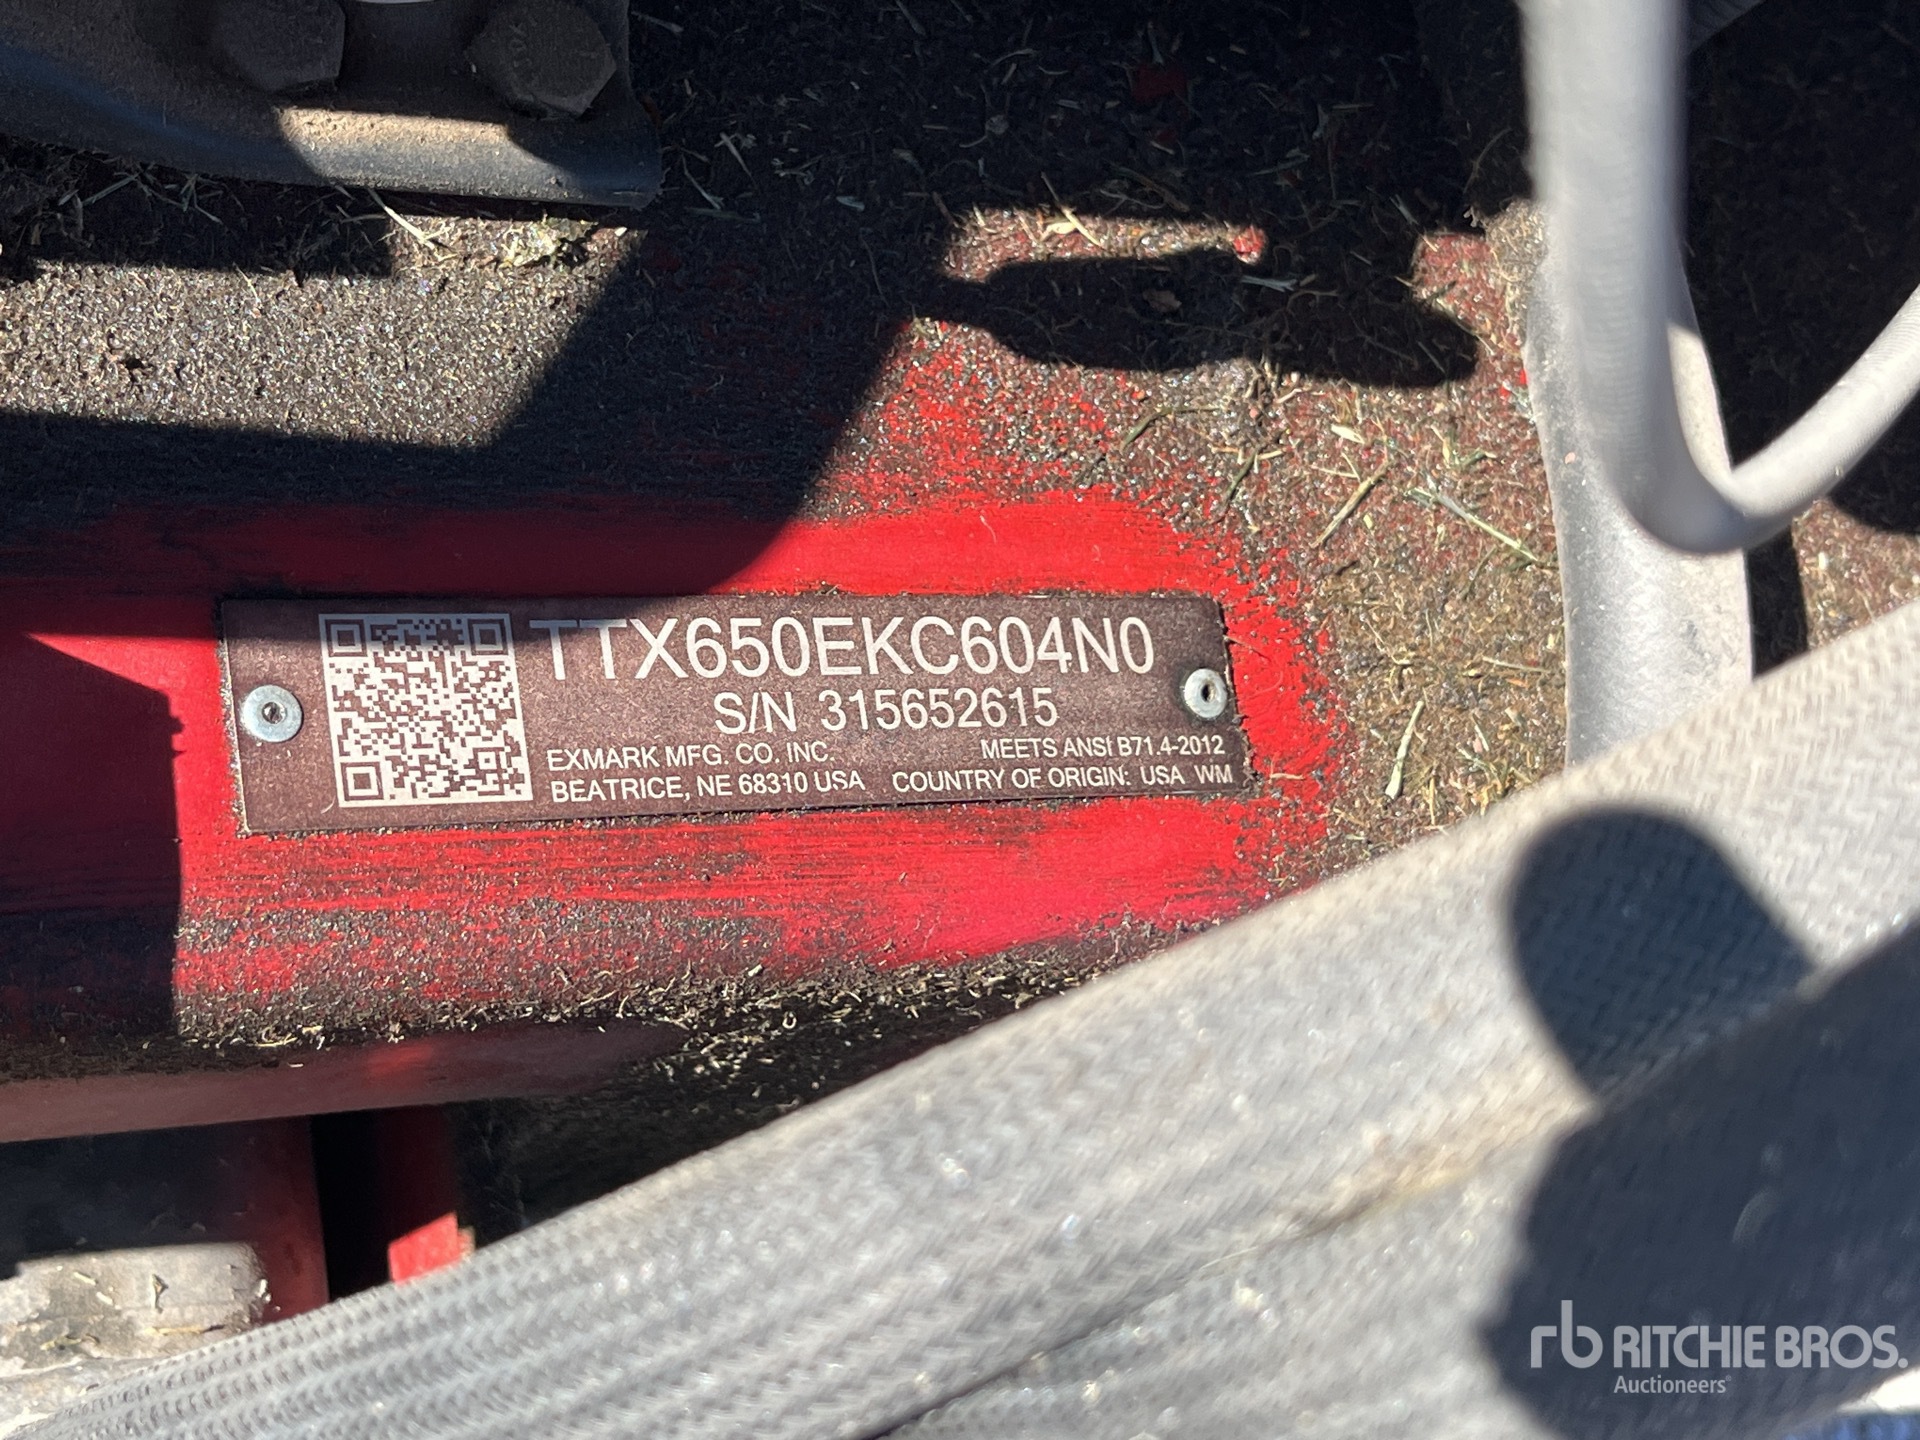 TTX650EKC604N0
S/N 315652615
EXMARK MFG. CO. INC. MEETS ANSI B71.4-2012
BEATRICE, NE 68310 USA COUNTRY OF ORIGIN: USA WM
rb RITCHIE BROS.
Auctioneers